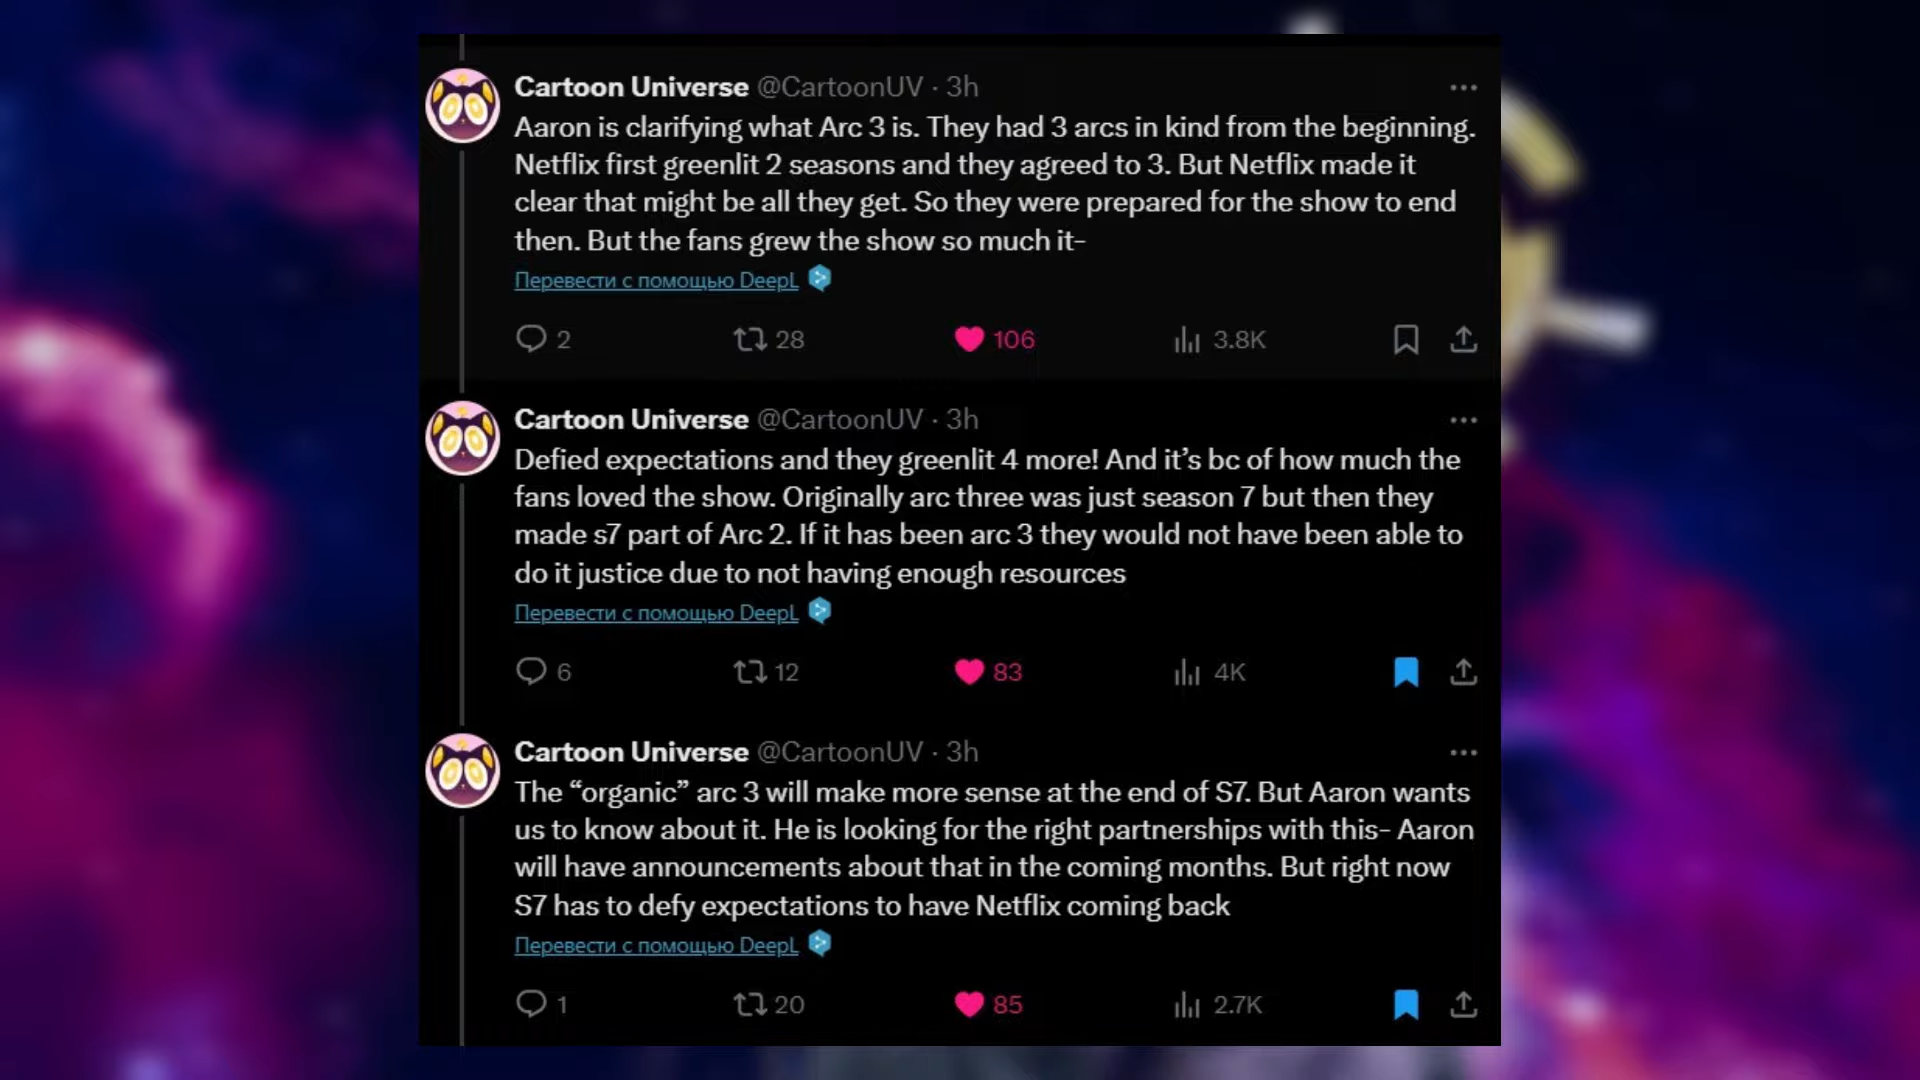 Cartoon Universe @CartoonUV · 3h
Aaron is clarifying what Arc 3 is. They had 3 arcs in kind from the beginning.
Netflix first greenlit 2 seasons and they agreed to 3. But Netflix made it
clear that might be all they get. So they were prepared for the show to end
then. But the fans grew the show so much it-
Перевести с помощью DeepL
2 28 106 3.8K
Cartoon Universe @CartoonUV · 3h
Defied expectations and they greenlit 4 more! And it’s bc of how much the
fans loved the show. Originally arc three was just season 7 but then they
made s7 part of Arc 2. If it has been arc 3 they would not have been able to
do it justice due to not having enough resources
Перевести с помощью DeepL
6 12 83 4K
Cartoon Universe @CartoonUV · 3h
The “organic” arc 3 will make more sense at the end of S7. But Aaron wants
us to know about it. He is looking for the right partnerships with this- Aaron
will have announcements about that in the coming months. But right now
S7 has to defy expectations to have Netflix coming back
Перевести с помощью DeepL
1 20 85 2.7K